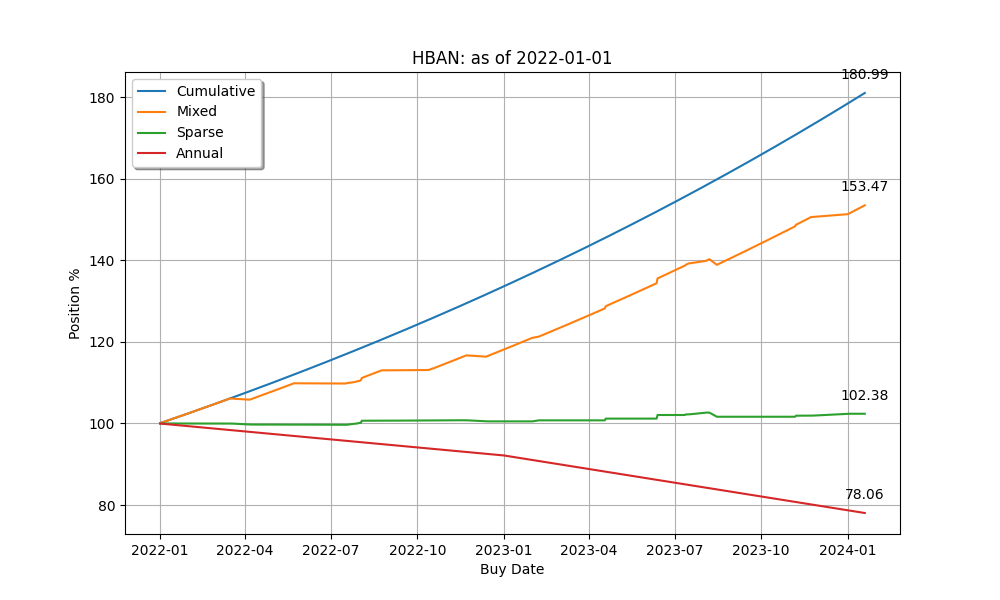 HBAN: as of 2022-01-01
180.99
Cumulative
Mixed
Sparse
Annual
153.47
102.38
78.06
180
160
140
120
100
80
Position %
2022-01 2022-04 2022-07 2022-10 2023-01 2023-04 2023-07 2023-10 2024-01
Buy Date